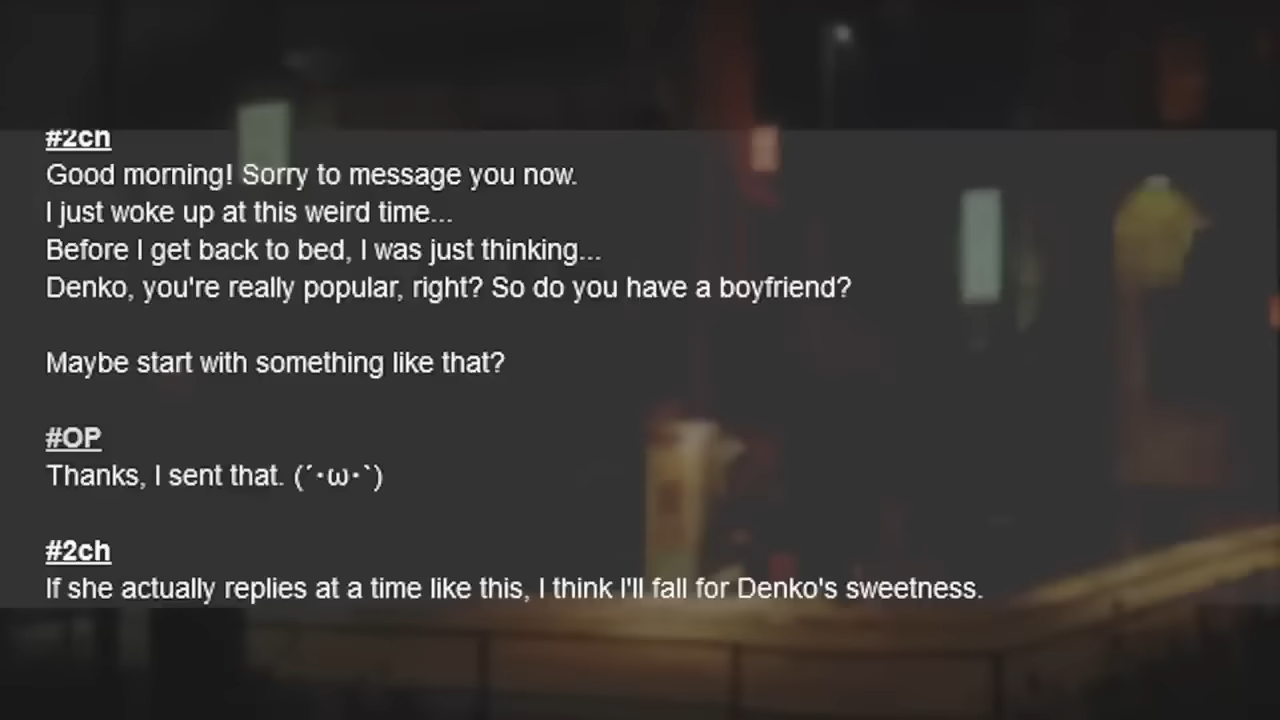 #2ch
Good morning! Sorry to message you now.
I just woke up at this weird time...
Before I get back to bed, I was just thinking...
Denko, you're really popular, right? So do you have a boyfriend?
Maybe start with something like that?
#OP
Thanks, I sent that. (´･ω･`)
#2ch
If she actually replies at a time like this, I think I'll fall for Denko's sweetness.